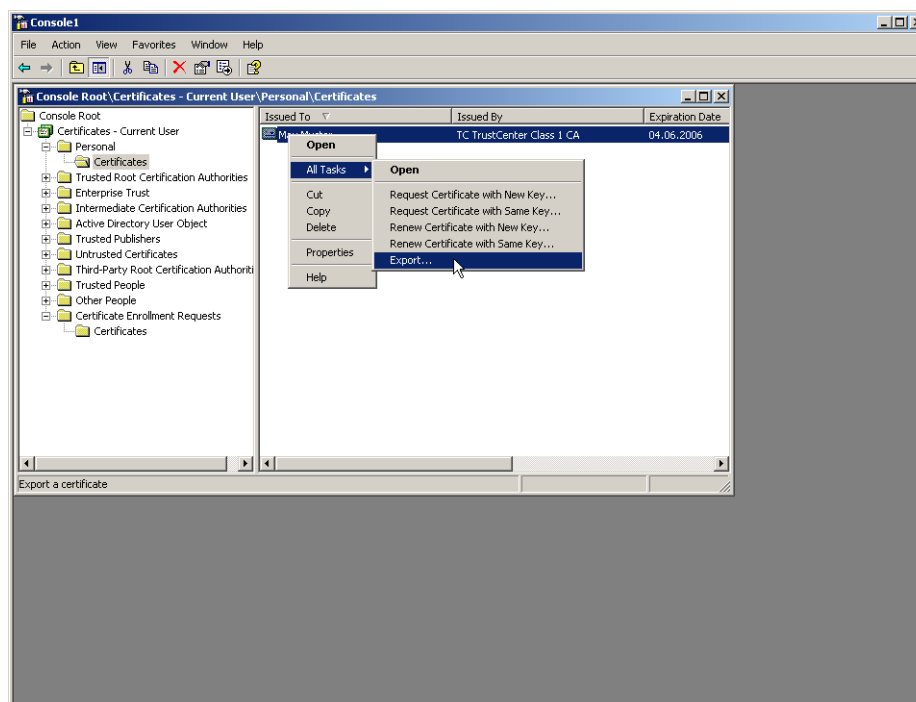 Console1
File Action View Favorites Window Help
Console Root\Certificates - Current User\Personal\Certificates
Console Root
Certificates - Current User
Personal
Certificates
Trusted Root Certification Authorities
Enterprise Trust
Intermediate Certification Authorities
Active Directory User Object
Trusted Publishers
Untrusted Certificates
Third-Party Root Certification Authoriti
Trusted People
Other People
Certificate Enrollment Requests
Certificates
Issued To Issued By Expiration Date
TC TrustCenter Class 1 CA 04.06.2006
Open
All Tasks
Cut
Copy
Delete
Properties
Help
Open
Request Certificate with New Key...
Request Certificate with Same Key...
Renew Certificate with New Key...
Renew Certificate with Same Key...
Export...
Export a certificate